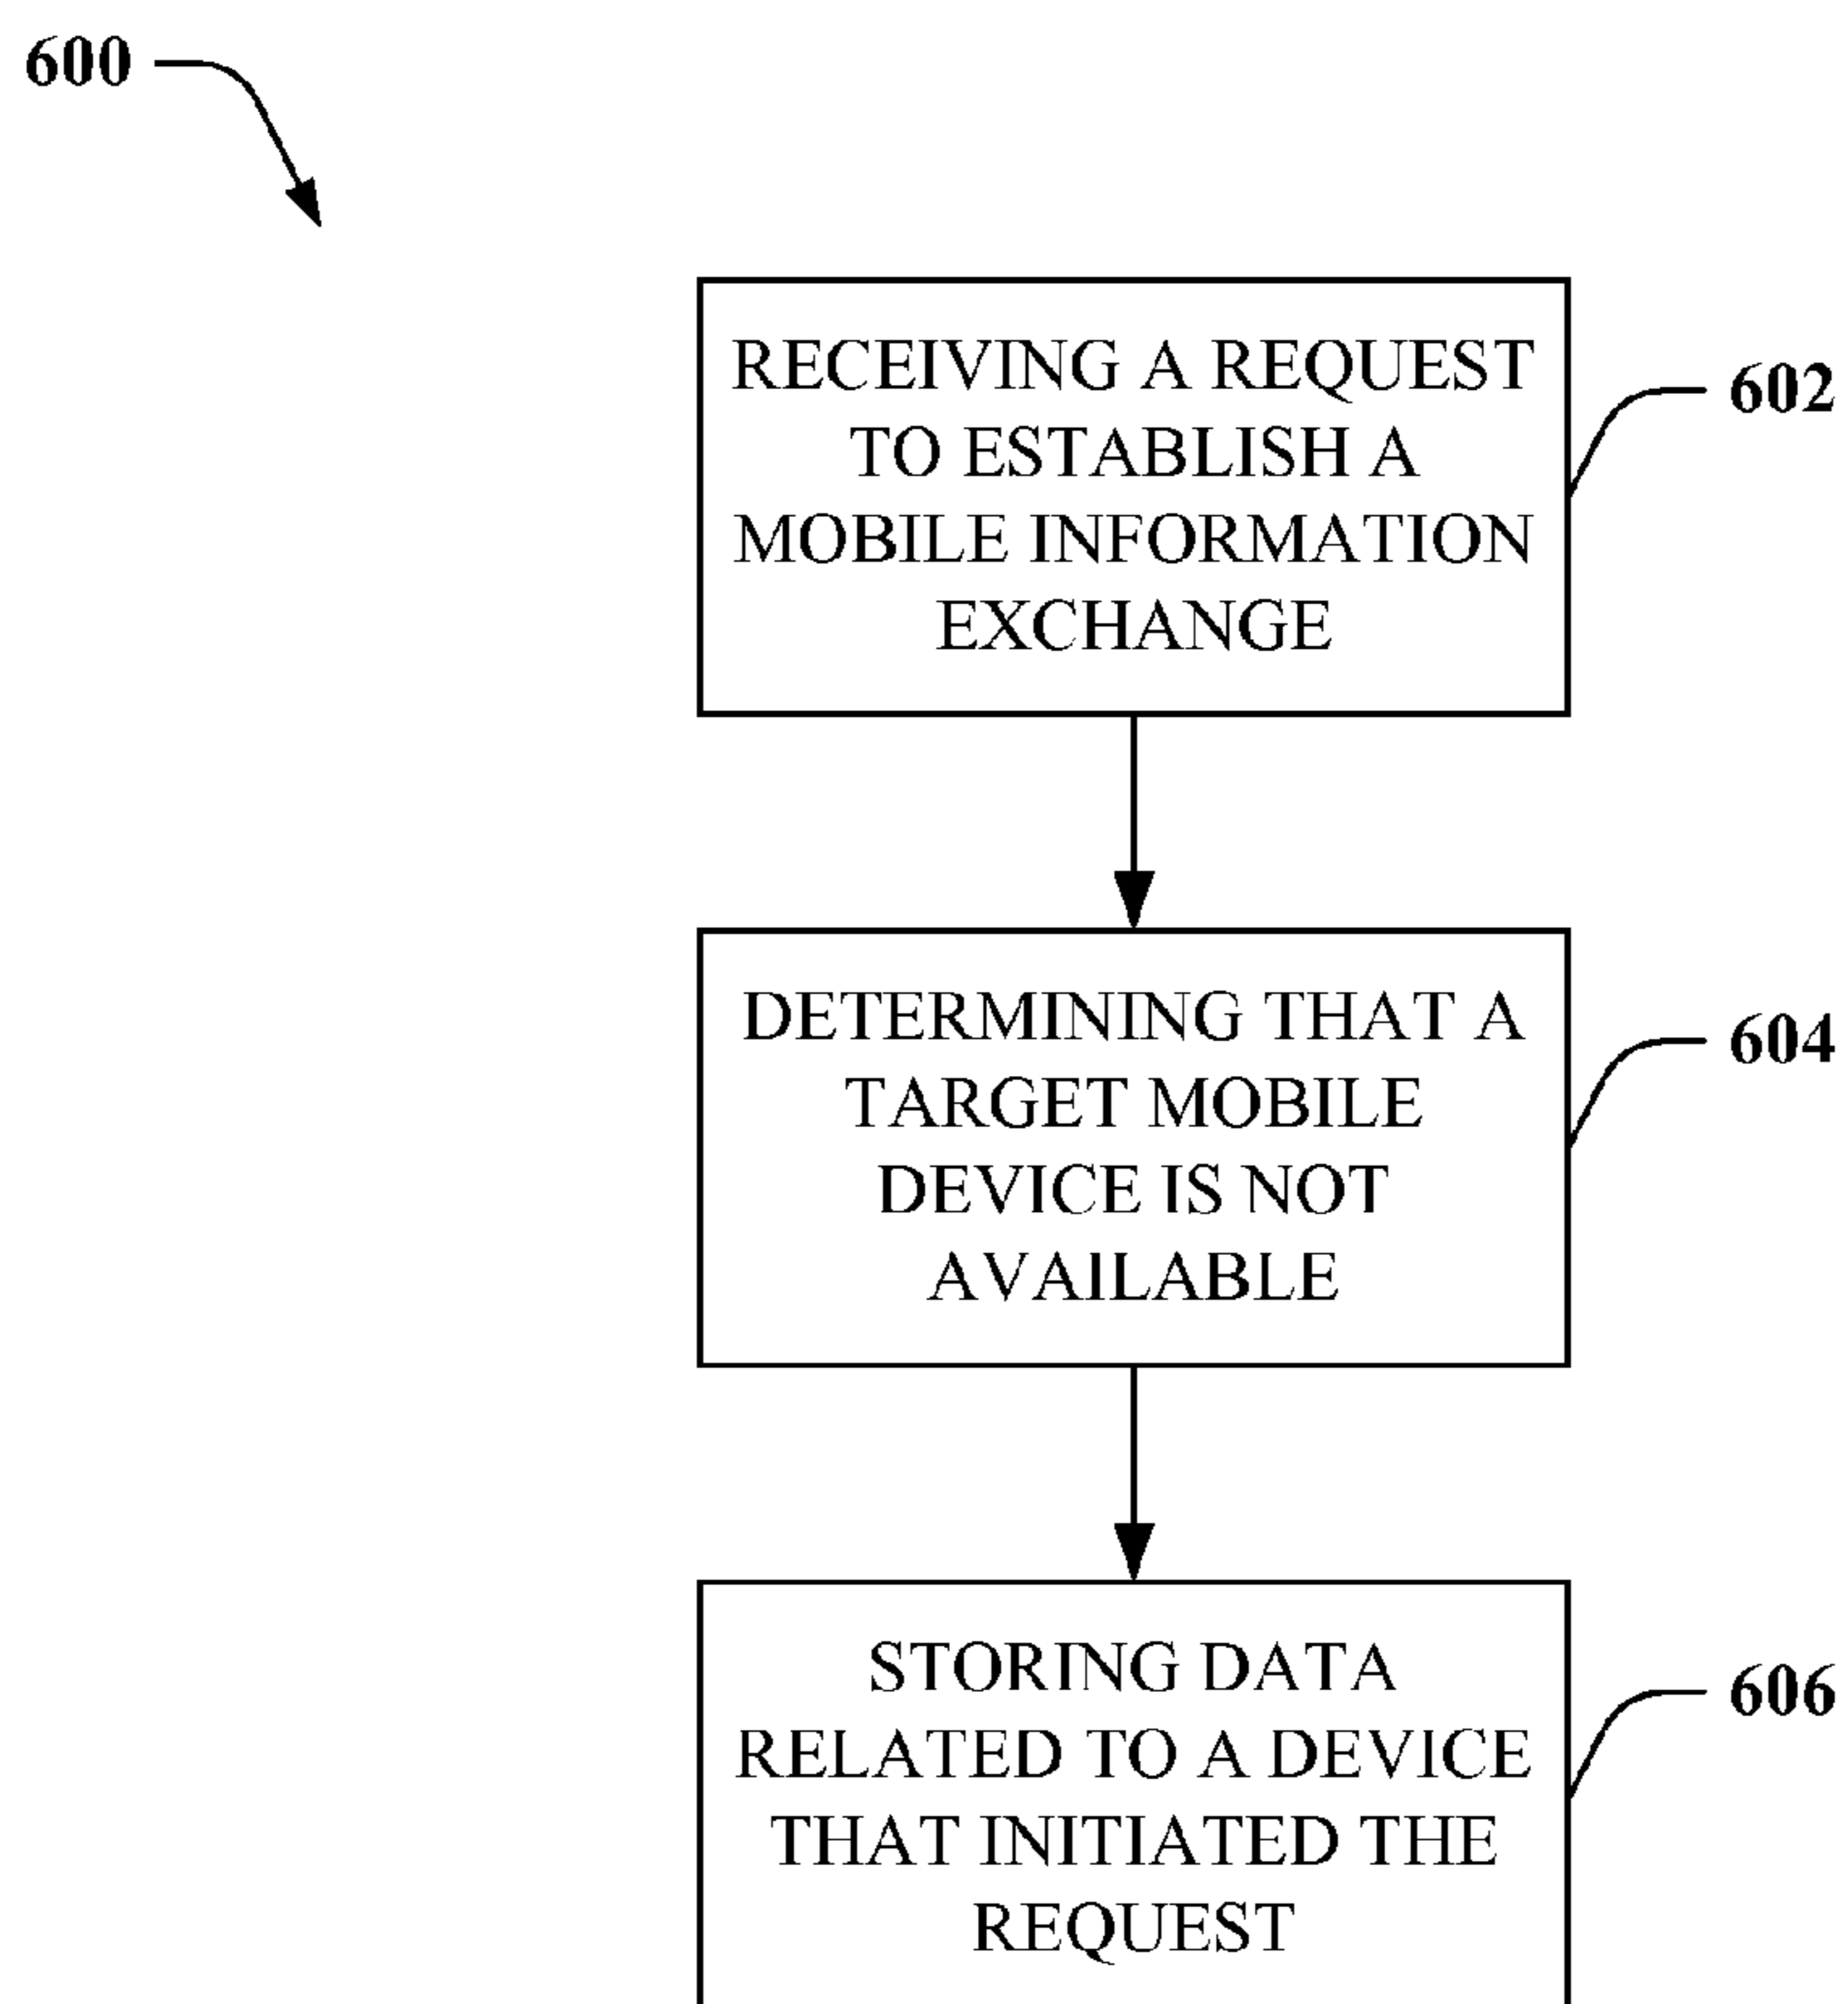 600
RECEIVING A REQUEST
TO ESTABLISH A
MOBILE INFORMATION
EXCHANGE
602
DETERMINING THAT A
TARGET MOBILE
DEVICE IS NOT
AVAILABLE
604
STORING DATA
RELATED TO A DEVICE
THAT INITIATED THE
REQUEST
606